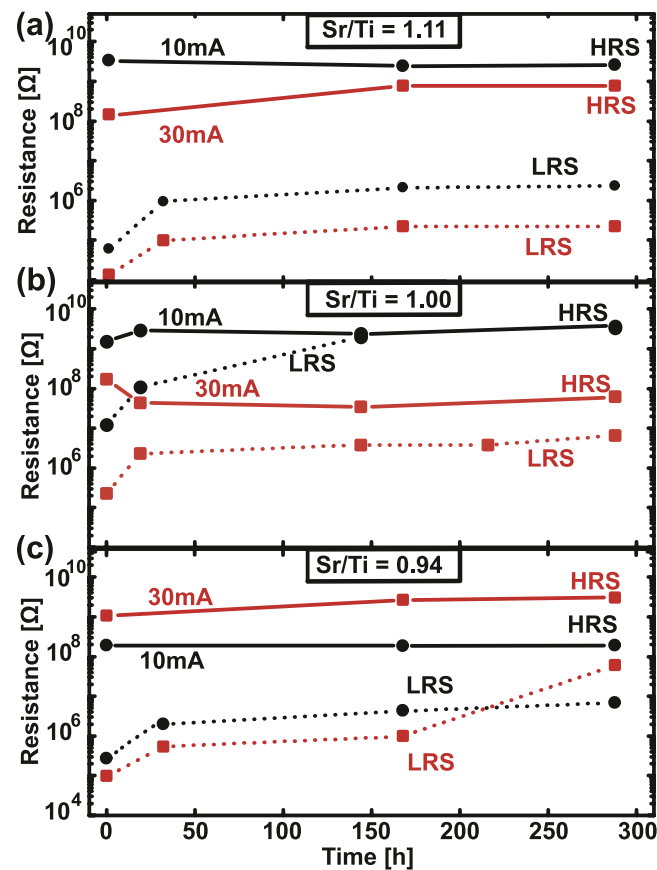 (a)
Sr/Ti = 1.11
10^10
10mA
HRS
HRS
10^8
30mA
LRS
10^6
LRS
Resistance [Ω]
(b)
Sr/Ti = 1.00
10^10
10mA
HRS
LRS
10^8
30mA
HRS
10^6
LRS
Resistance [Ω]
(c)
Sr/Ti = 0.94
10^10
30mA
HRS
HRS
10^8
10mA
LRS
10^6
LRS
10^4
Resistance [Ω]
0 50 100 150 200 250 300
Time [h]